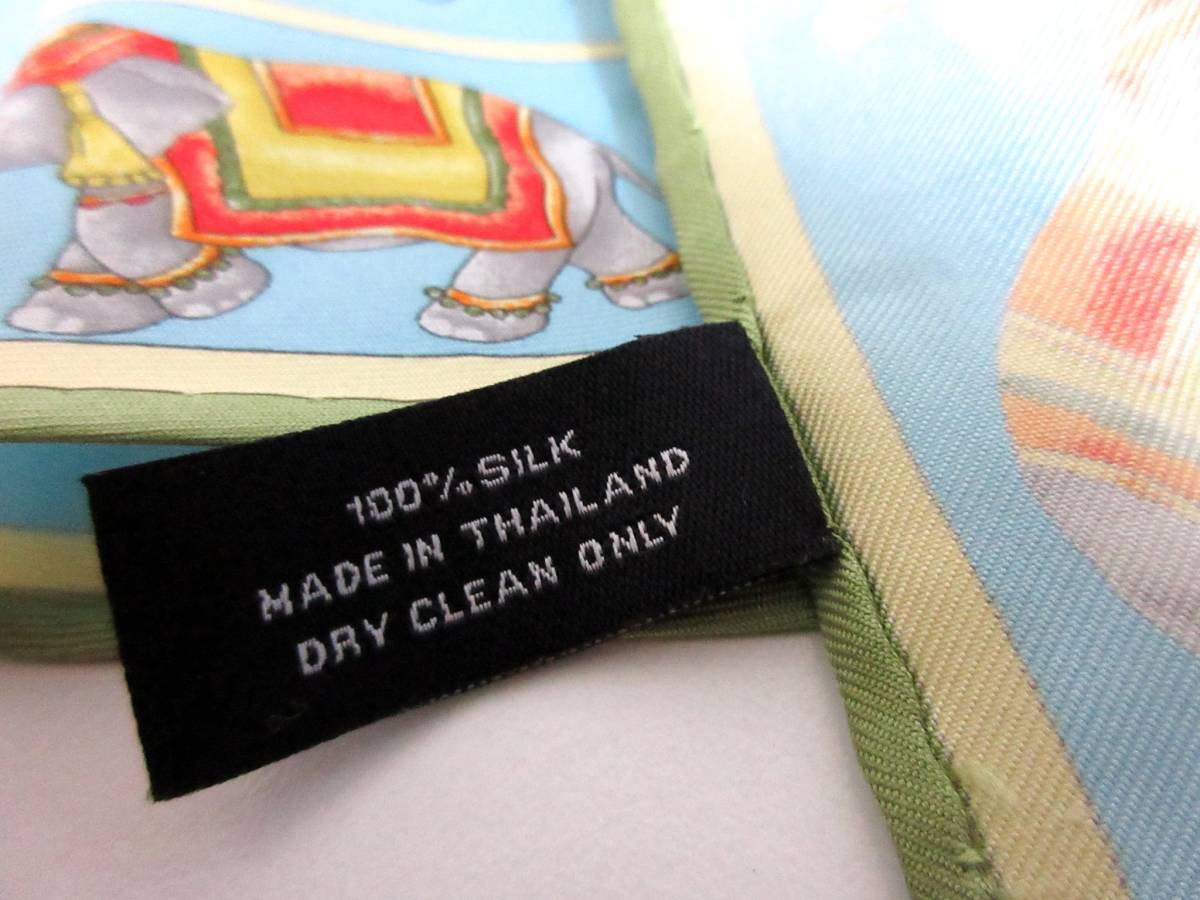 100% SILK
MADE IN THAILAND
DRY CLEAN ONLY